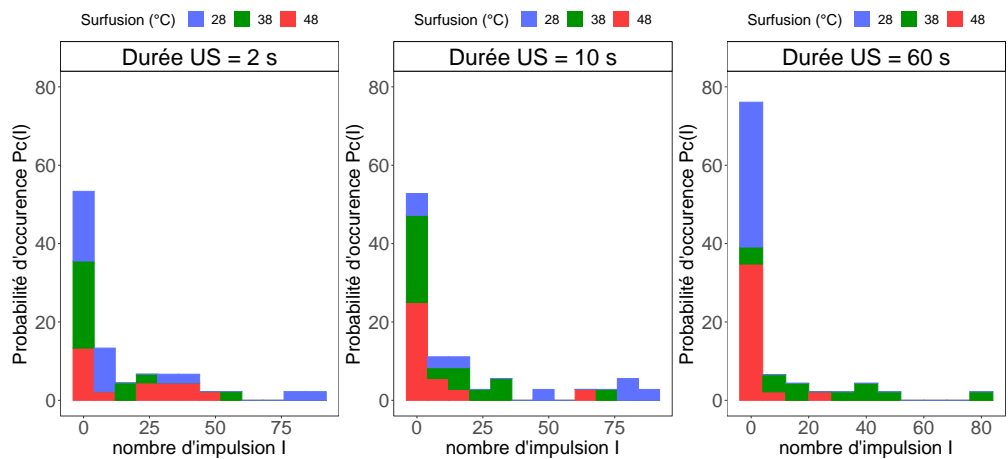 Surfusion (°C) 28 38 48
Durée US = 2 s
Probabilité d'occurence Pc(I)
80
60
40
20
0
0 25 50 75
nombre d'impulsion I
Surfusion (°C) 28 38 48
Durée US = 10 s
Probabilité d'occurence Pc(I)
80
60
40
20
0
0 25 50 75
nombre d'impulsion I
Surfusion (°C) 28 38 48
Durée US = 60 s
Probabilité d'occurence Pc(I)
80
60
40
20
0
0 20 40 60 80
nombre d'impulsion I